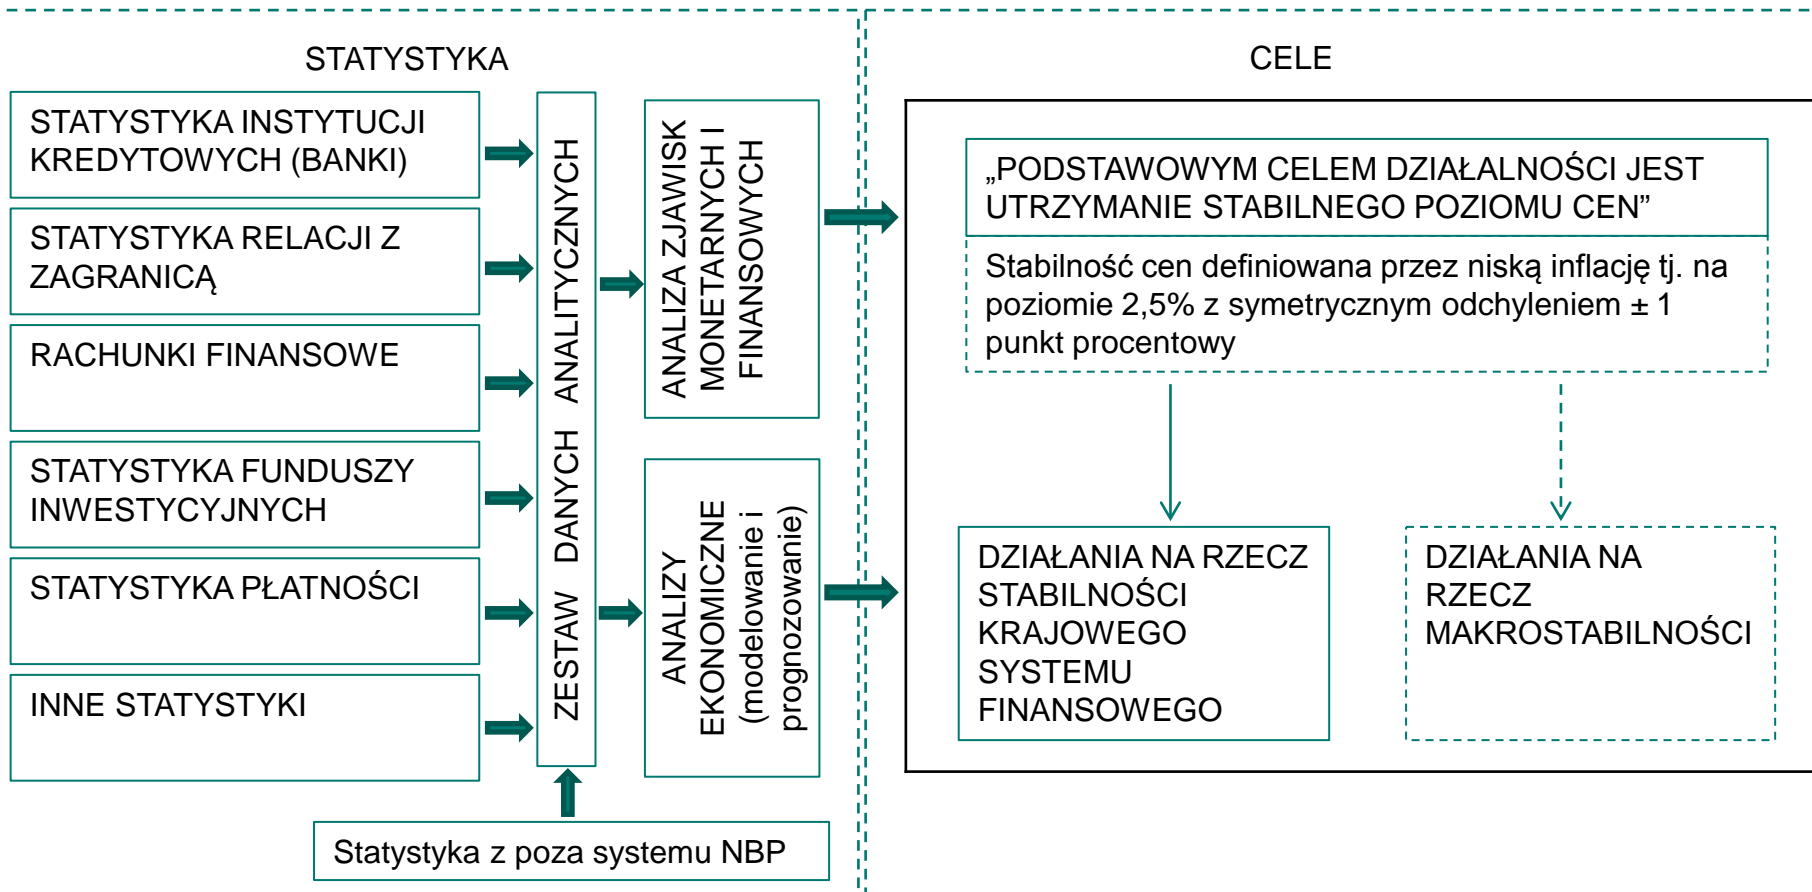 STATYSTYKA
STATYSTYKA INSTYTUCJI
KREDYTOWYCH (BANKI)
STATYSTYKA RELACJI Z
ZAGRANICĄ
RACHUNKI FINANSOWE
STATYSTYKA FUNDUSZY
INWESTYCYJNYCH
STATYSTYKA PŁATNOŚCI
INNE STATYSTYKI
ZESTAW DANYCH ANALITYCZNYCH
Statystyka z poza systemu NBP
ANALIZA ZJAWISK
MONETARNYCH I
FINANSOWYCH
ANALIZY
EKONOMICZNE
(modelowanie i
prognozowanie)
CELE
„PODSTAWOWYM CELEM DZIAŁALNOŚCI JEST
UTRZYMANIE STABILNEGO POZIOMU CEN”
Stabilność cen definiowana przez niską inflację tj. na
poziomie 2,5% z symetrycznym odchyleniem ± 1
punkt procentowy
DZIAŁANIA NA RZECZ
STABILNOŚCI
KRAJOWEGO
SYSTEMU
FINANSOWEGO
DZIAŁANIA NA
RZECZ
MAKROSTABILNOŚCI